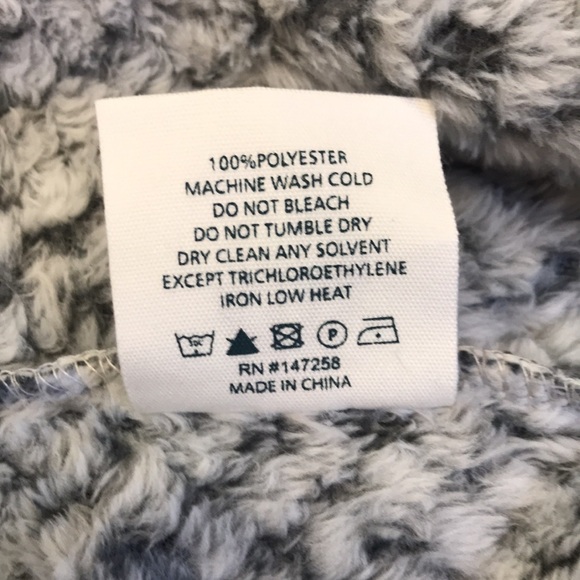 100%POLYESTER
MACHINE WASH COLD
DO NOT BLEACH
DO NOT TUMBLE DRY
DRY CLEAN ANY SOLVENT
EXCEPT TRICHLOROETHYLENE
IRON LOW HEAT
P
RN #147258
MADE IN CHINA